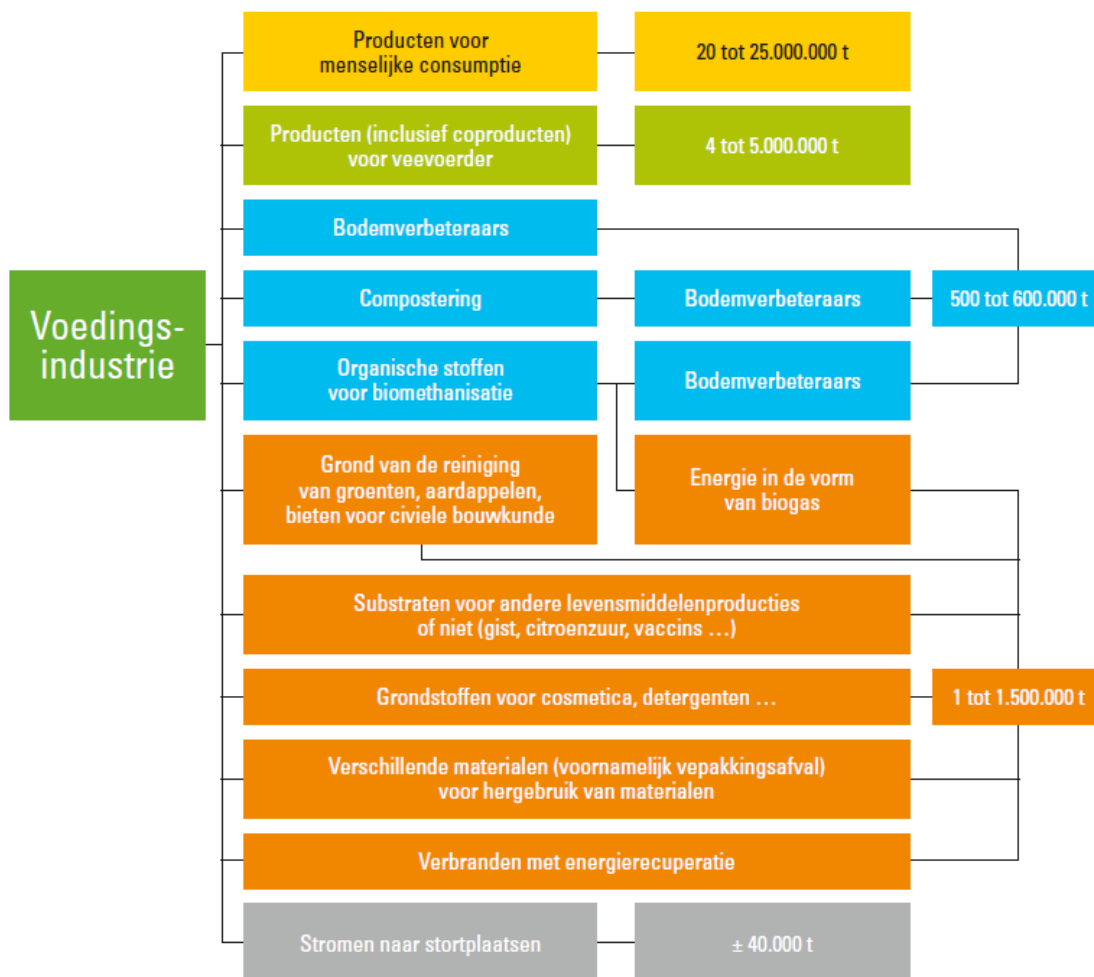 Producten voor
menselijke consumptie
20 tot 25.000.000 t
Producten (inclusief coproducten)
voor veevoerder
4 tot 5.000.000 t
Bodemverbeteraars
Voedings-
industrie
Compostering
Bodemverbeteraars
500 tot 600.000 t
Organische stoffen
voor biomethanisatie
Bodemverbeteraars
Grond van de reiniging
van groenten, aardappelen,
bieten voor civiele bouwkunde
Energie in de vorm
van biogas
Substraten voor andere levensmiddelenproducties
of niet (gist, citroenzuur, vaccins …)
Grondstoffen voor cosmetica, detergenten …
1 tot 1.500.000 t
Verschillende materialen (voornamelijk vepakkingsafval)
voor hergebruik van materialen
Verbranden met energierecuperatie
Stromen naar stortplaatsen
± 40.000 t